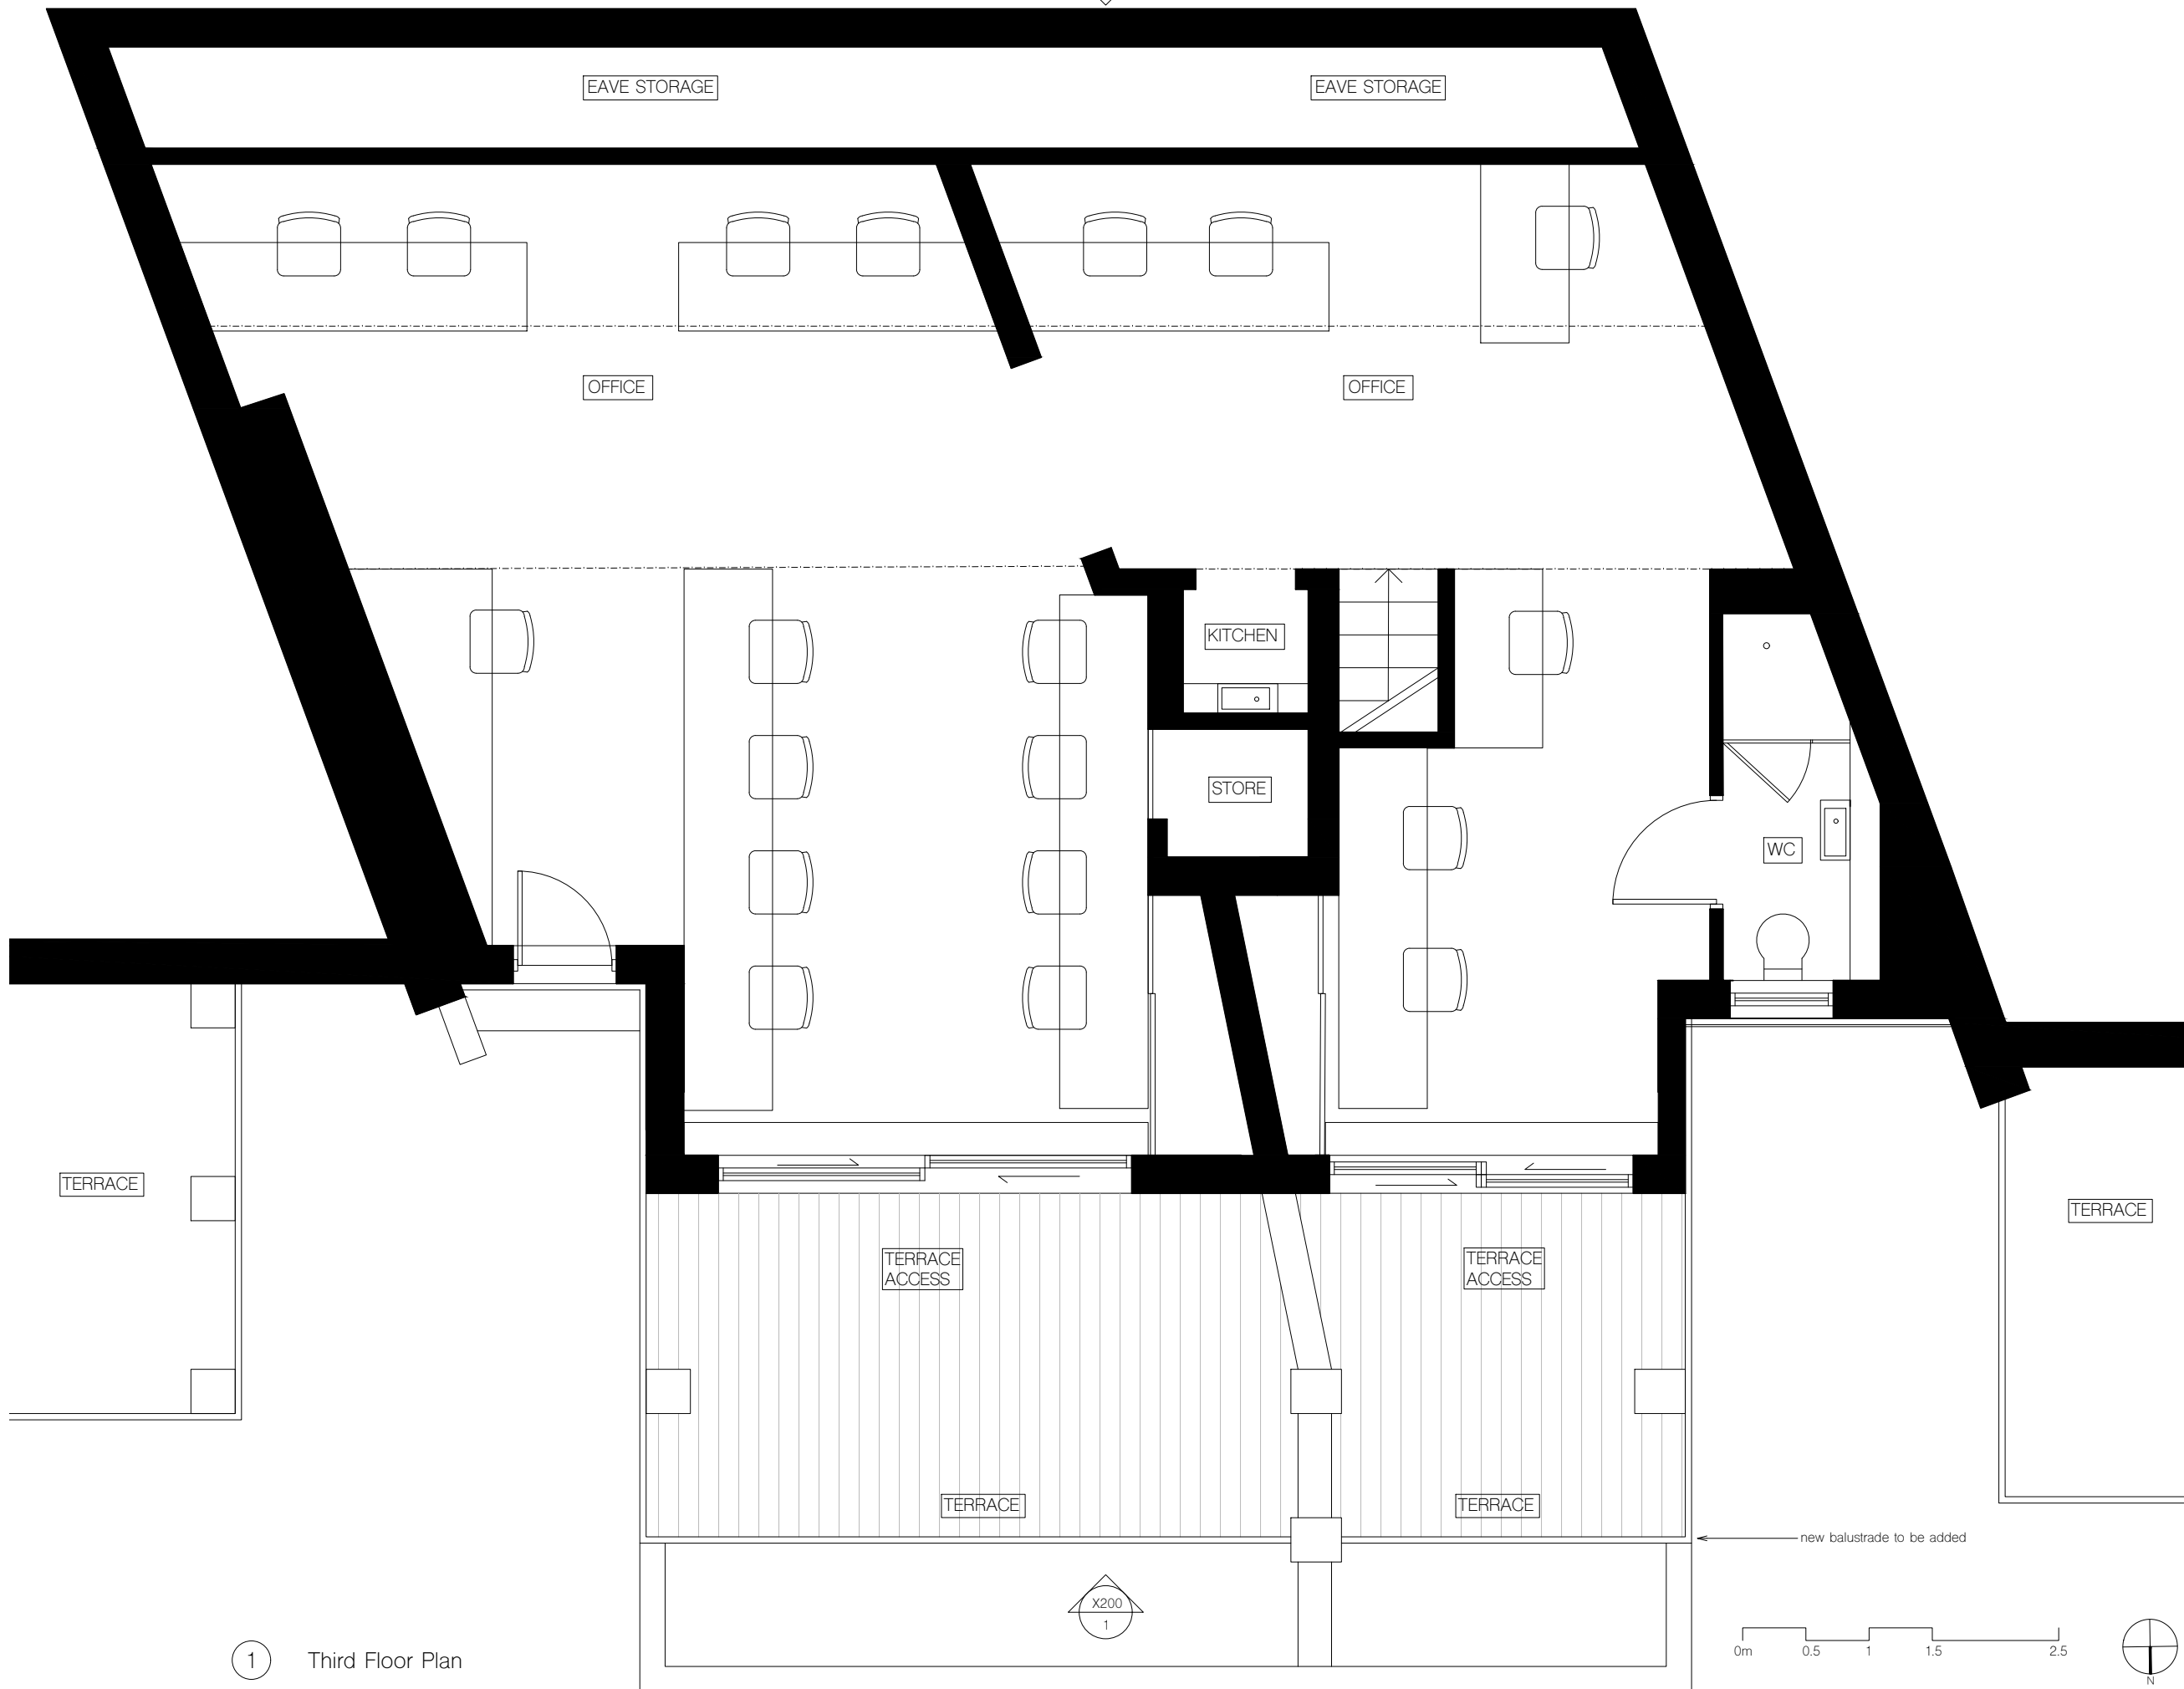 EAVE STORAGE
EAVE STORAGE
OFFICE
OFFICE
KITCHEN
STORE
WC
TERRACE
TERRACE
TERRACE
ACCESS
TERRACE
ACCESS
TERRACE
TERRACE
new balustrade to be added
X200
1
0m 0.5 1 1.5 2.5
N
1 Third Floor Plan